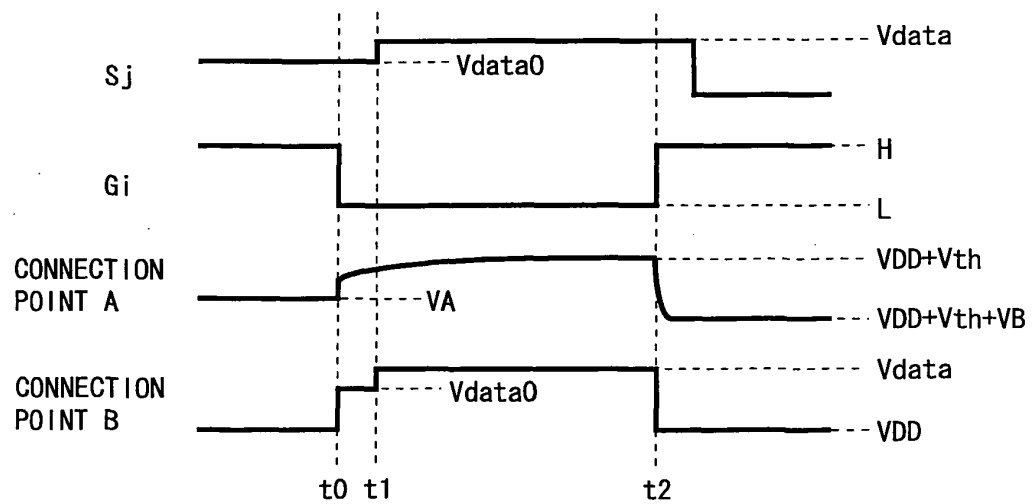 Vdata
Sj
Vdata0
H
Gi
L
CONNECTION
POINT A
VDD+Vth
VA
VDD+Vth+VB
CONNECTION
POINT B
Vdata
Vdata0
VDD
t0 t1 t2